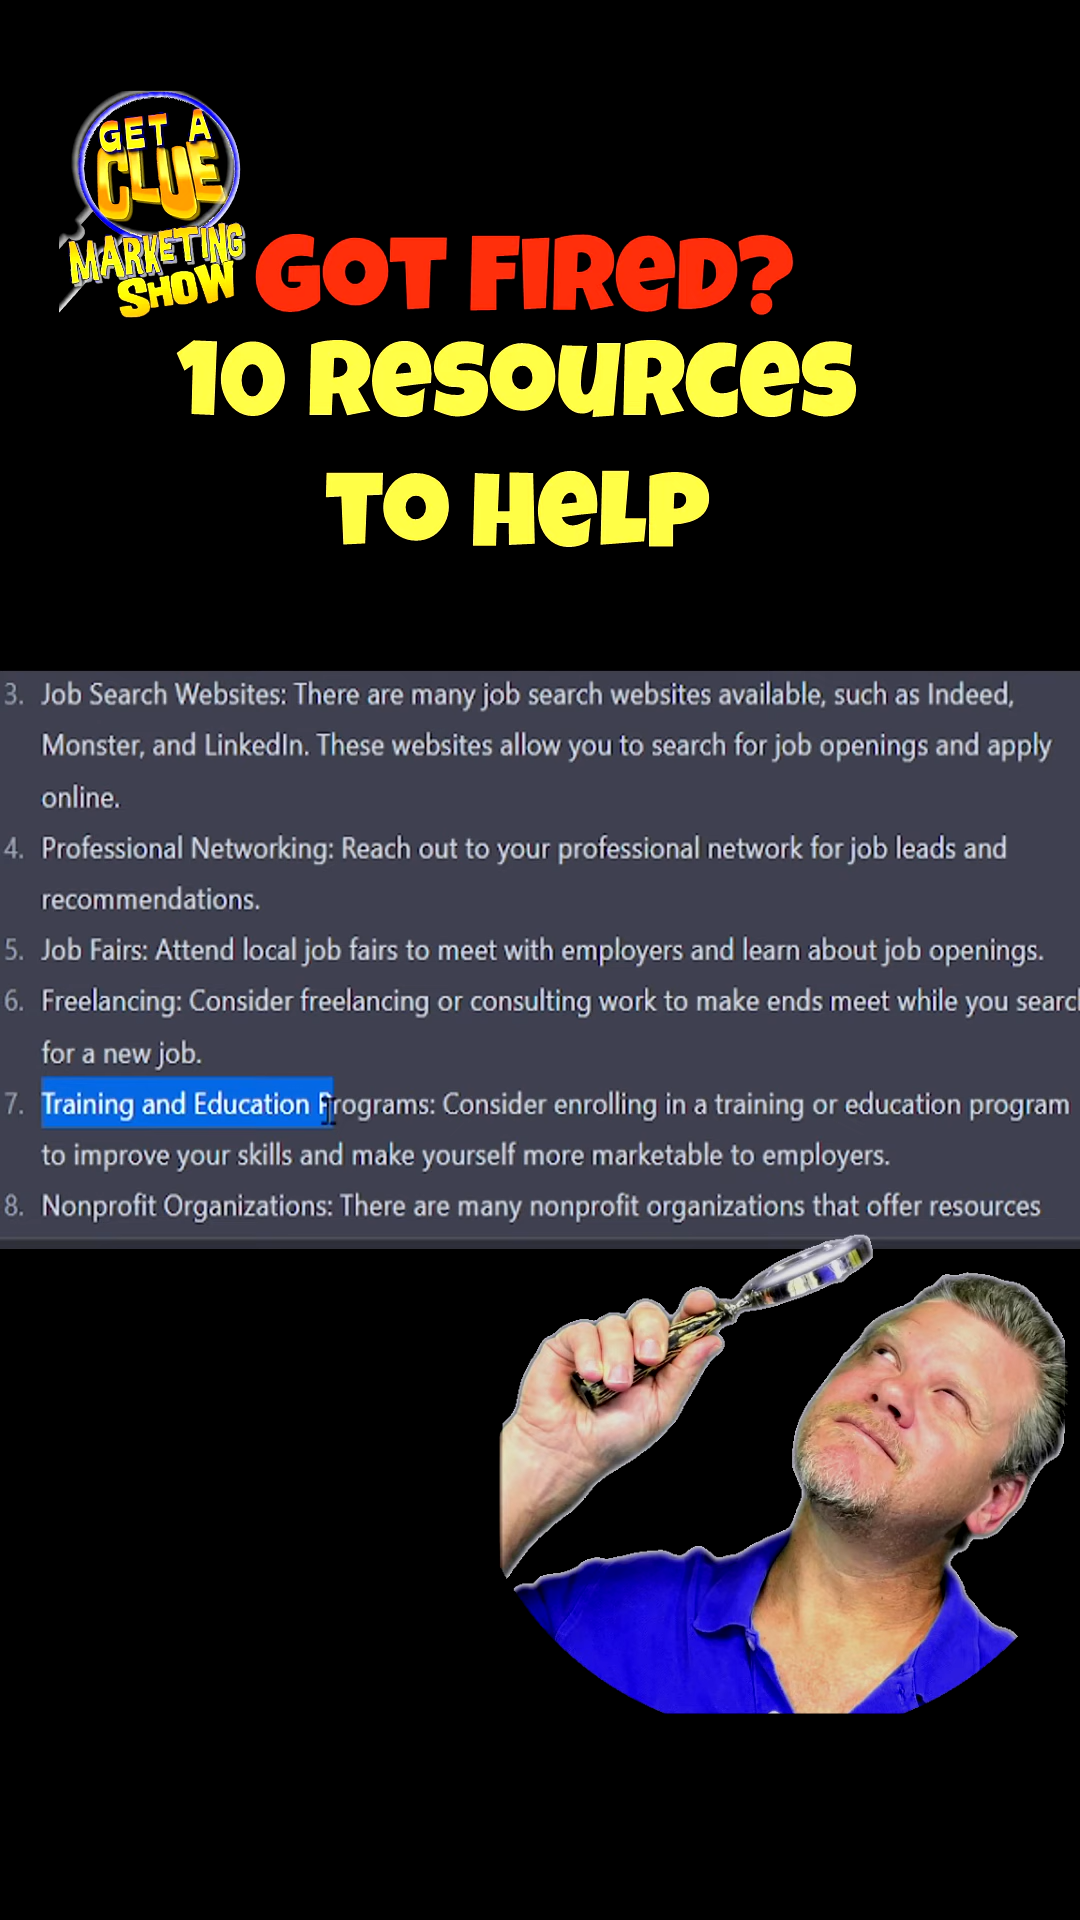 GET A
CLUE
MARKETING
SHOW
GOT FIRED?
10 RESOURCES
TO HELP
3. Job Search Websites: There are many job search websites available, such as Indeed,
Monster, and LinkedIn. These websites allow you to search for job openings and apply
online.
4. Professional Networking: Reach out to your professional network for job leads and
recommendations.
5. Job Fairs: Attend local job fairs to meet with employers and learn about job openings.
6. Freelancing: Consider freelancing or consulting work to make ends meet while you searc
for a new job.
7. Training and Education Programs: Consider enrolling in a training or education program
to improve your skills and make yourself more marketable to employers.
8. Nonprofit Organizations: There are many nonprofit organizations that offer resources